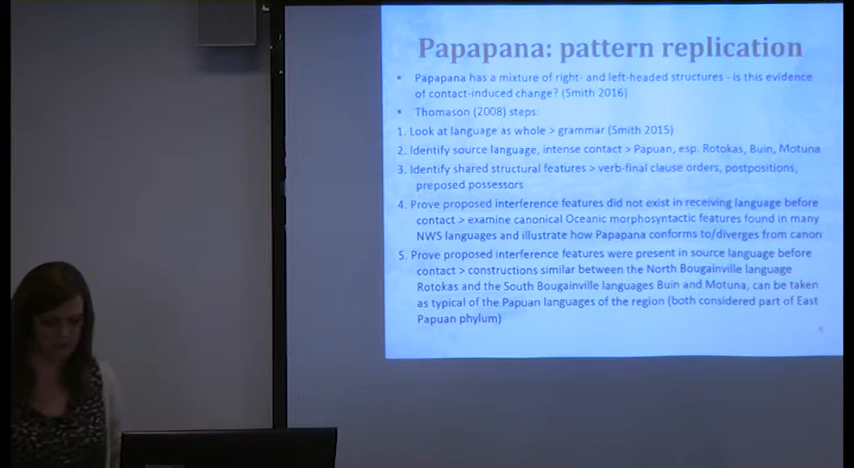 Papapana: pattern replication
• Papapana has a mixture of right- and left-headed structures - is this evidence
of contact-induced change? (Smith 2016)
• Thomason (2008) steps:
1. Look at language as whole > grammar (Smith 2015)
2. Identify source language, intense contact > Papuan, esp. Rotokas, Buin, Motuna
3. Identify shared structural features > verb-final clause orders, postpositions,
preposed possessors
4. Prove proposed interference features did not exist in receiving language before
contact > examine canonical Oceanic morphosyntactic features found in many
NWS languages and illustrate how Papapana conforms to/diverges from canon
5. Prove proposed interference features were present in source language before
contact > constructions similar between the North Bougainville language
Rotokas and the South Bougainville languages Buin and Motuna, can be taken
as typical of the Papuan languages of the region (both considered part of East
Papuan phylum)